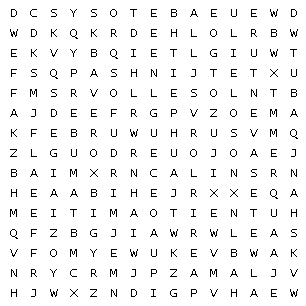 D C S Y S O T E B A E U E W D
W D K Q K R D E H L O L R B W
E K V Y B Q I E T L G I U W T
F S Q P A S H N I J T E T X U
F M S R V O L L E S O L N T B
A J D E E F R G P V Z O E M A
K F E B R U W U H R U S V M Q
Z L G U O D R E U O J O A E J
B A I M X R N C A L I N S R N
H E A A B I H E J R X X E Q A
M E I T I M A O T I E N T U H
Q F Z B G J I A W R W L E A S
V F O M Y E W U K E V B W A K
N R Y C R M J P Z A M A L J V
H J W X Z N D I G P V H A E W